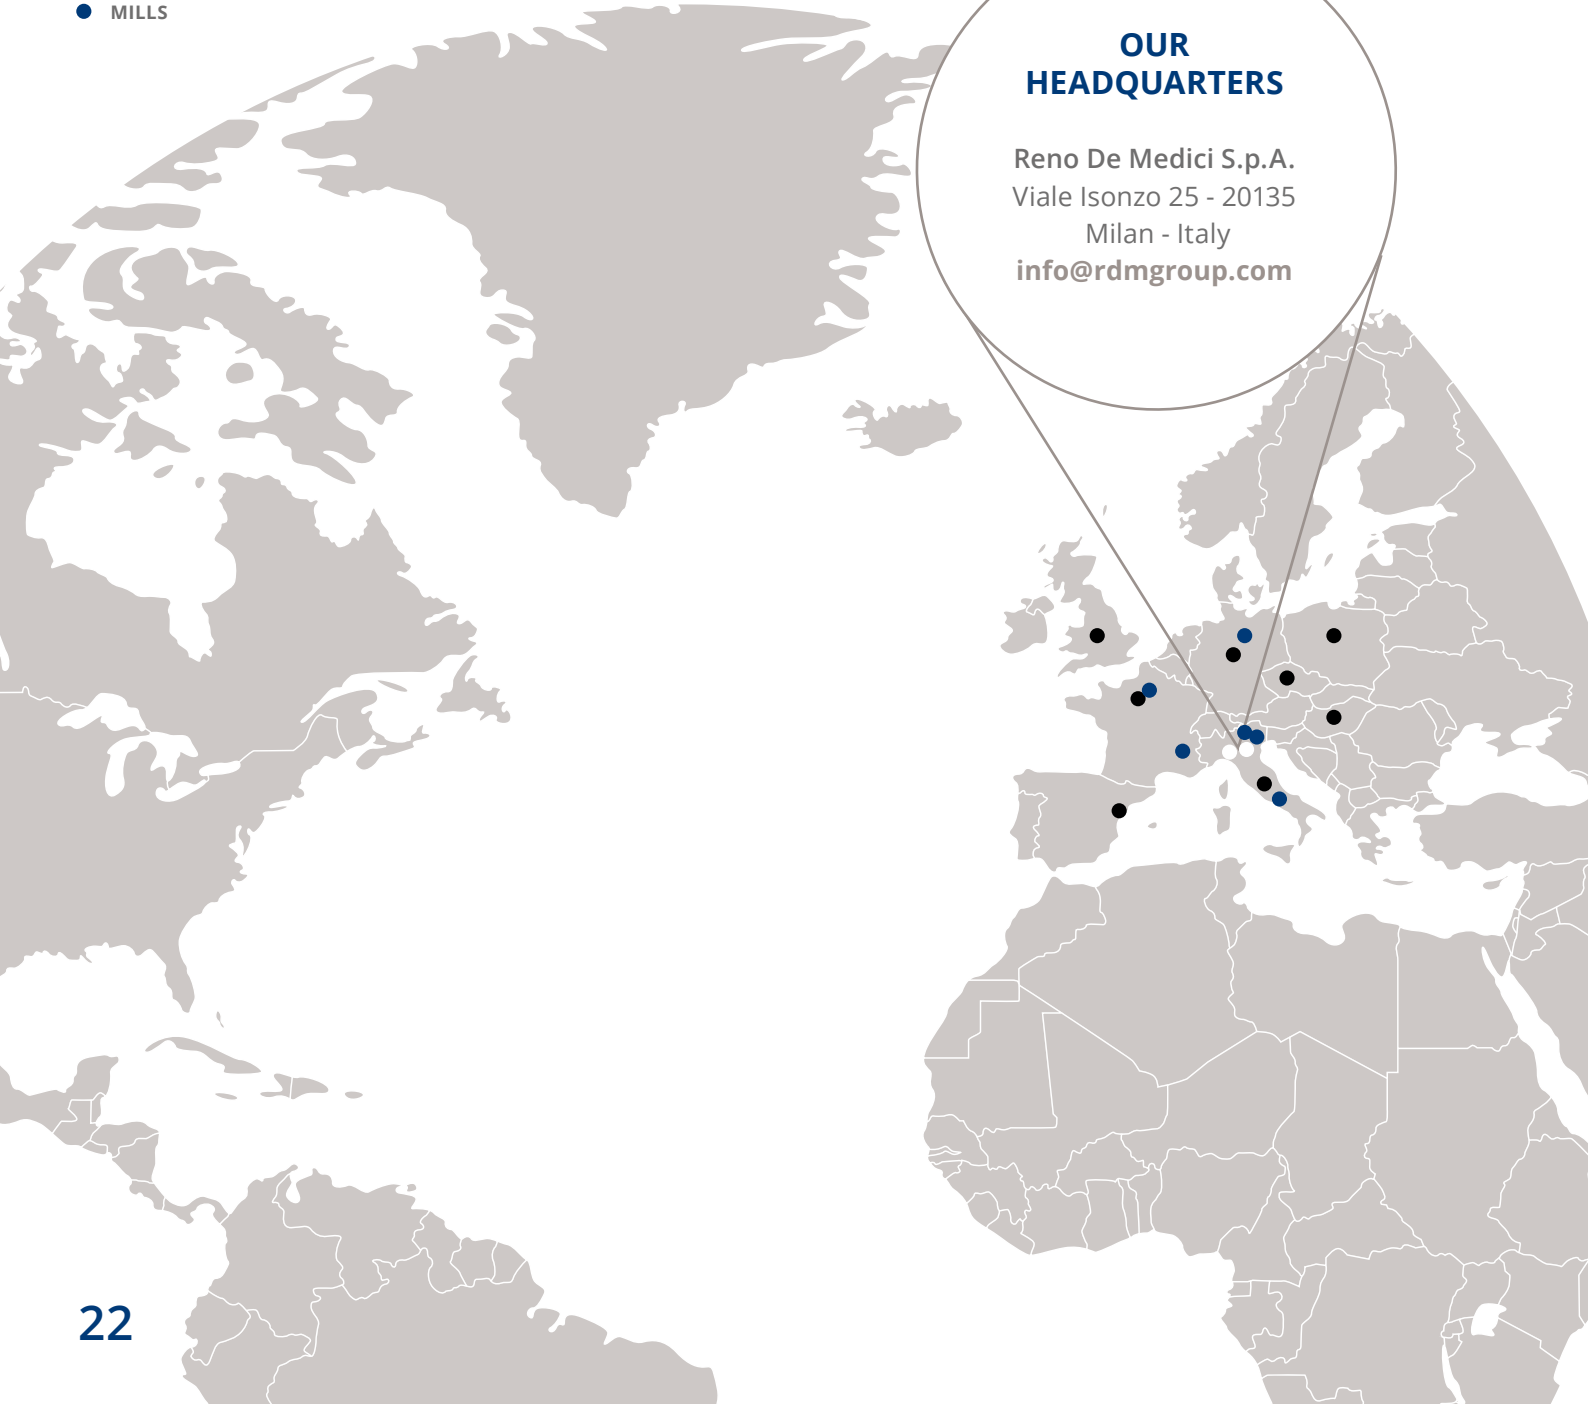 MILLS
OUR
HEADQUARTERS
Reno De Medici S.p.A.
Viale Isonzo 25 - 20135
Milan - Italy
info@rdmgroup.com
22